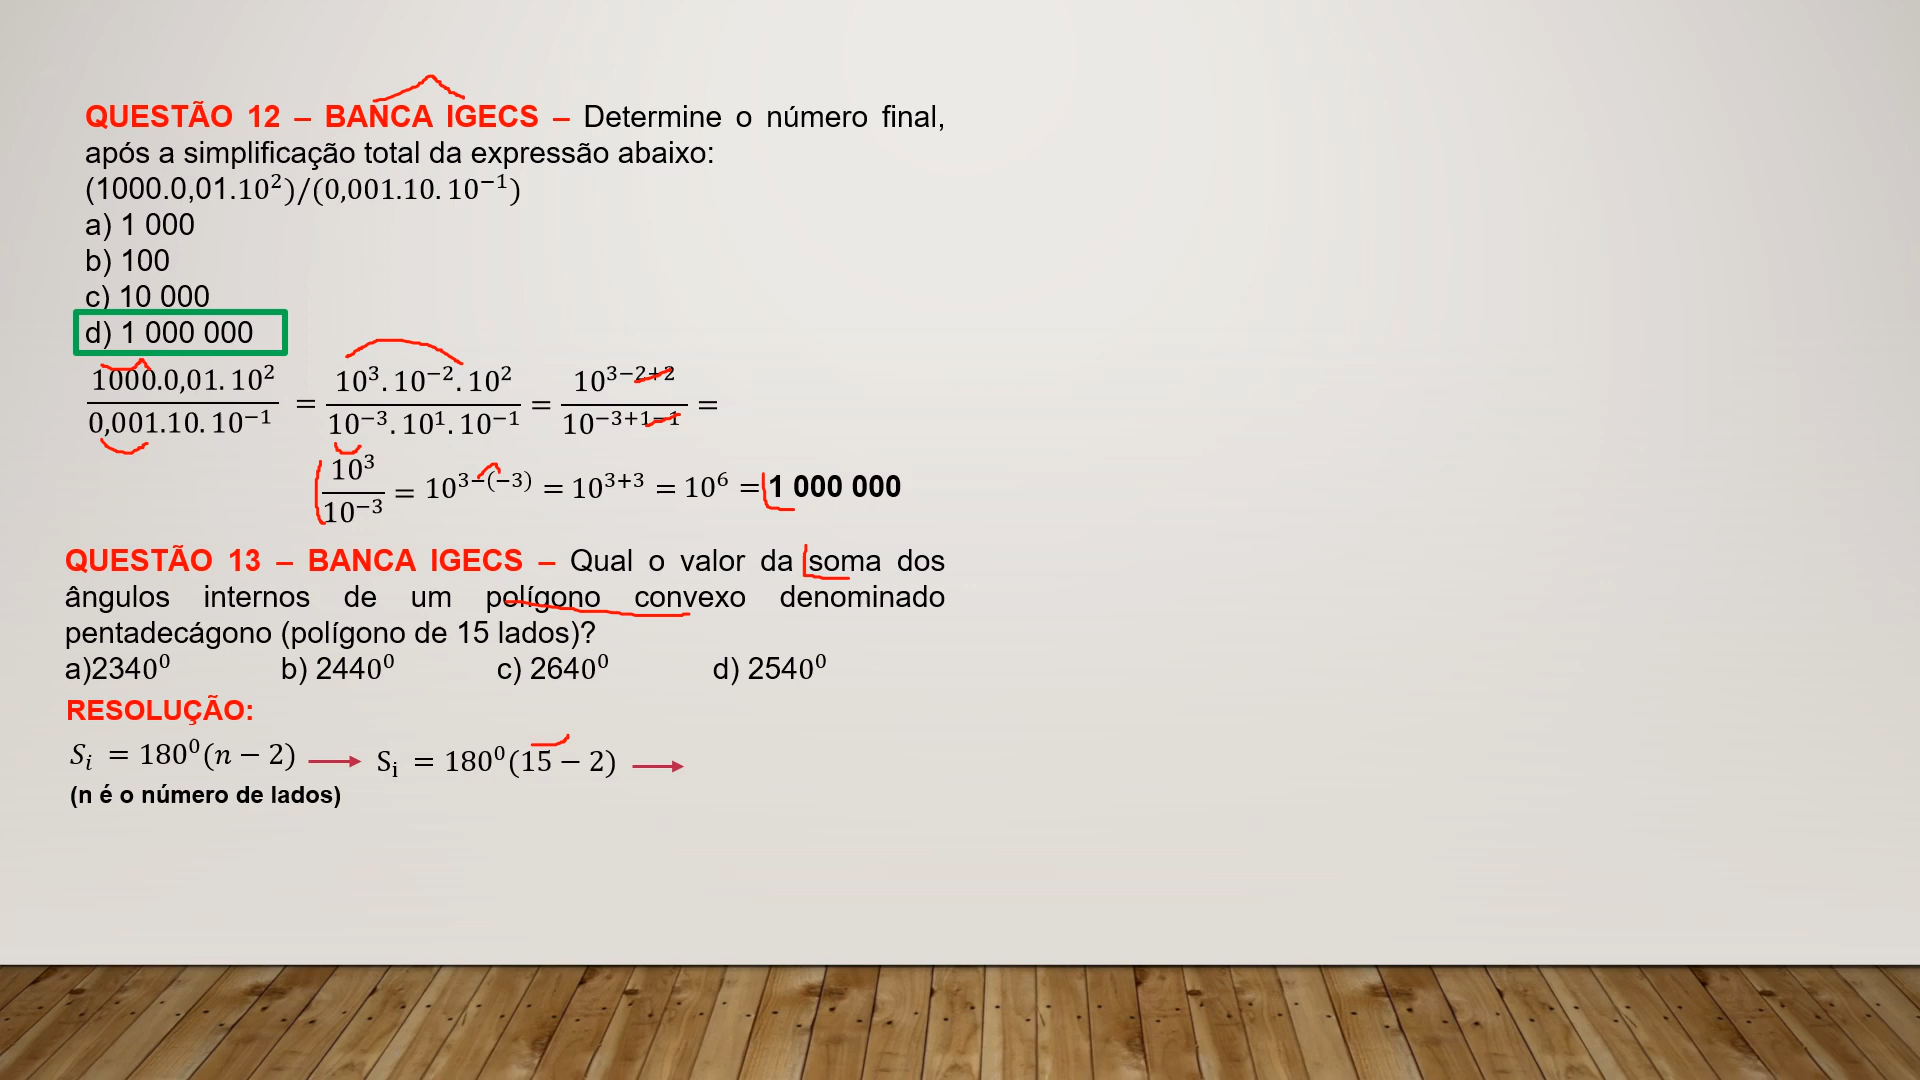 QUESTÃO 12 – BANCA IGECS – Determine o número final,
após a simplificação total da expressão abaixo:
(1000.0,01.10²)/(0,001.10.10⁻¹)
a) 1 000
b) 100
c) 10 000
d) 1 000 000
1000.0,01.10² / 0,001.10.10⁻¹ = 10³.10⁻².10² / 10⁻³.10¹.10⁻¹ = 10³⁻²⁺² / 10⁻³⁺¹⁻¹ =
10³ / 10⁻³ = 10³⁻⁽⁻³⁾ = 10³⁺³ = 10⁶ = 1 000 000
QUESTÃO 13 – BANCA IGECS – Qual o valor da soma dos
ângulos internos de um polígono convexo denominado
pentadecágono (polígono de 15 lados)?
a)2340⁰ b) 2440⁰ c) 2640⁰ d) 2540⁰
RESOLUÇÃO:
Sᵢ = 180⁰(n − 2) → Sᵢ = 180⁰(15 − 2) →
(n é o número de lados)